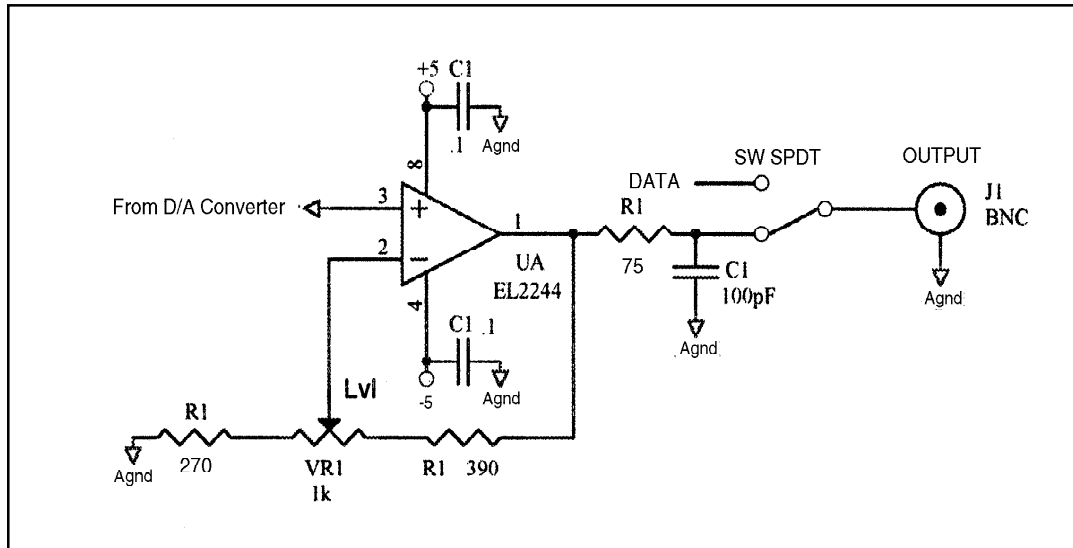 +5
C1
.1
Agnd
8
From D/A Converter
3
+
2
−
1
4
UA
EL2244
DATA
SW SPDT
OUTPUT
R1
75
C1
100pF
Agnd
J1
BNC
Agnd
C1 .1
-5
Agnd
Lvl
R1
270
Agnd
VR1
1k
R1 390